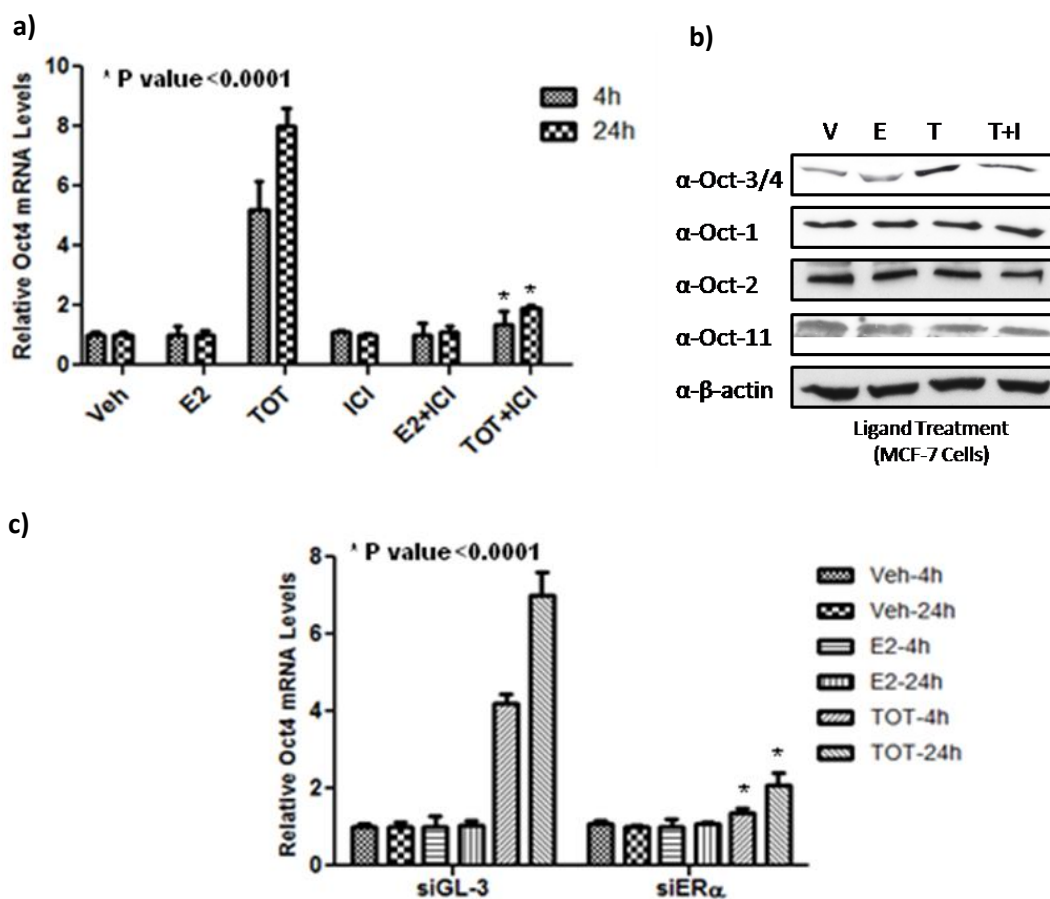 a)
* P value<0.0001
Relative Oct4 mRNA Levels
10
8
6
4
2
0
4h
24h
* *
Veh E2 TOT ICI E2+ICI TOT+ICI
b)
V E T T+I
α-Oct-3/4
α-Oct-1
α-Oct-2
α-Oct-11
α-β-actin
Ligand Treatment
(MCF-7 Cells)
c)
* P value<0.0001
Relative Oct4 mRNA Levels
8
6
4
2
0
Veh-4h
Veh-24h
E2-4h
E2-24h
TOT-4h
TOT-24h
* *
siGL-3 siERα